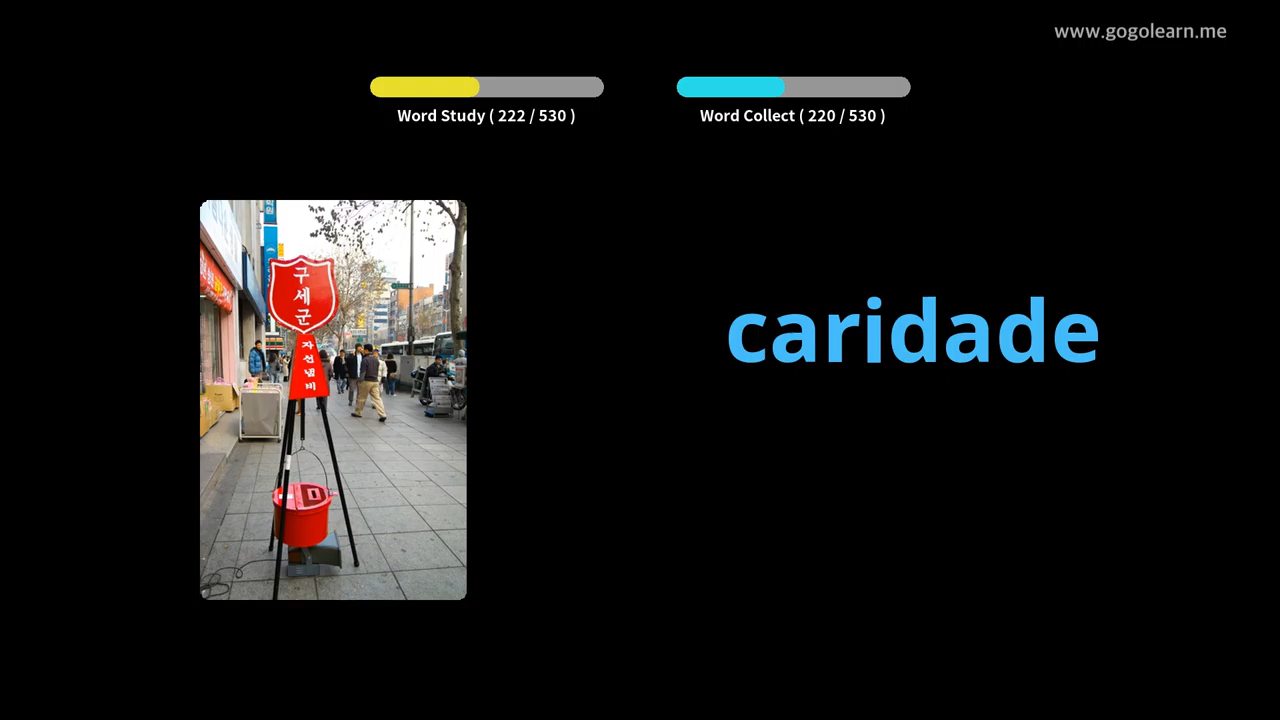 www.gogolearn.me
Word Study ( 222 / 530 )
Word Collect ( 220 / 530 )
구
세
군
자
선
냄
비
caridade